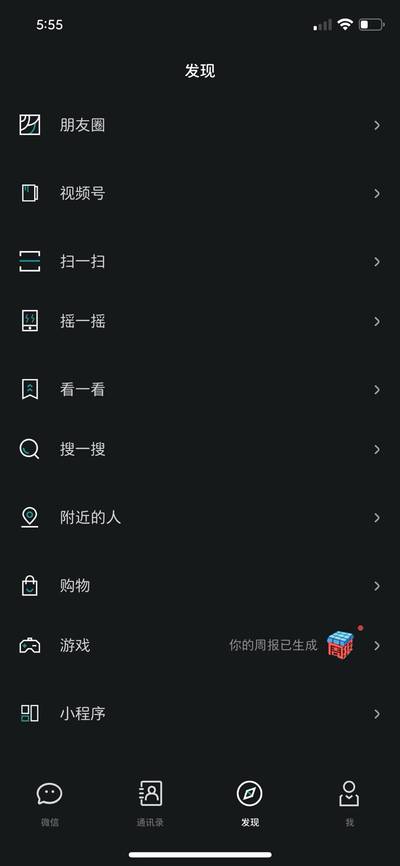 5:55
发现
朋友圈
视频号
扫一扫
摇一摇
看一看
搜一搜
附近的人
购物
游戏 你的周报已生成
小程序
微信 通讯录 发现 我